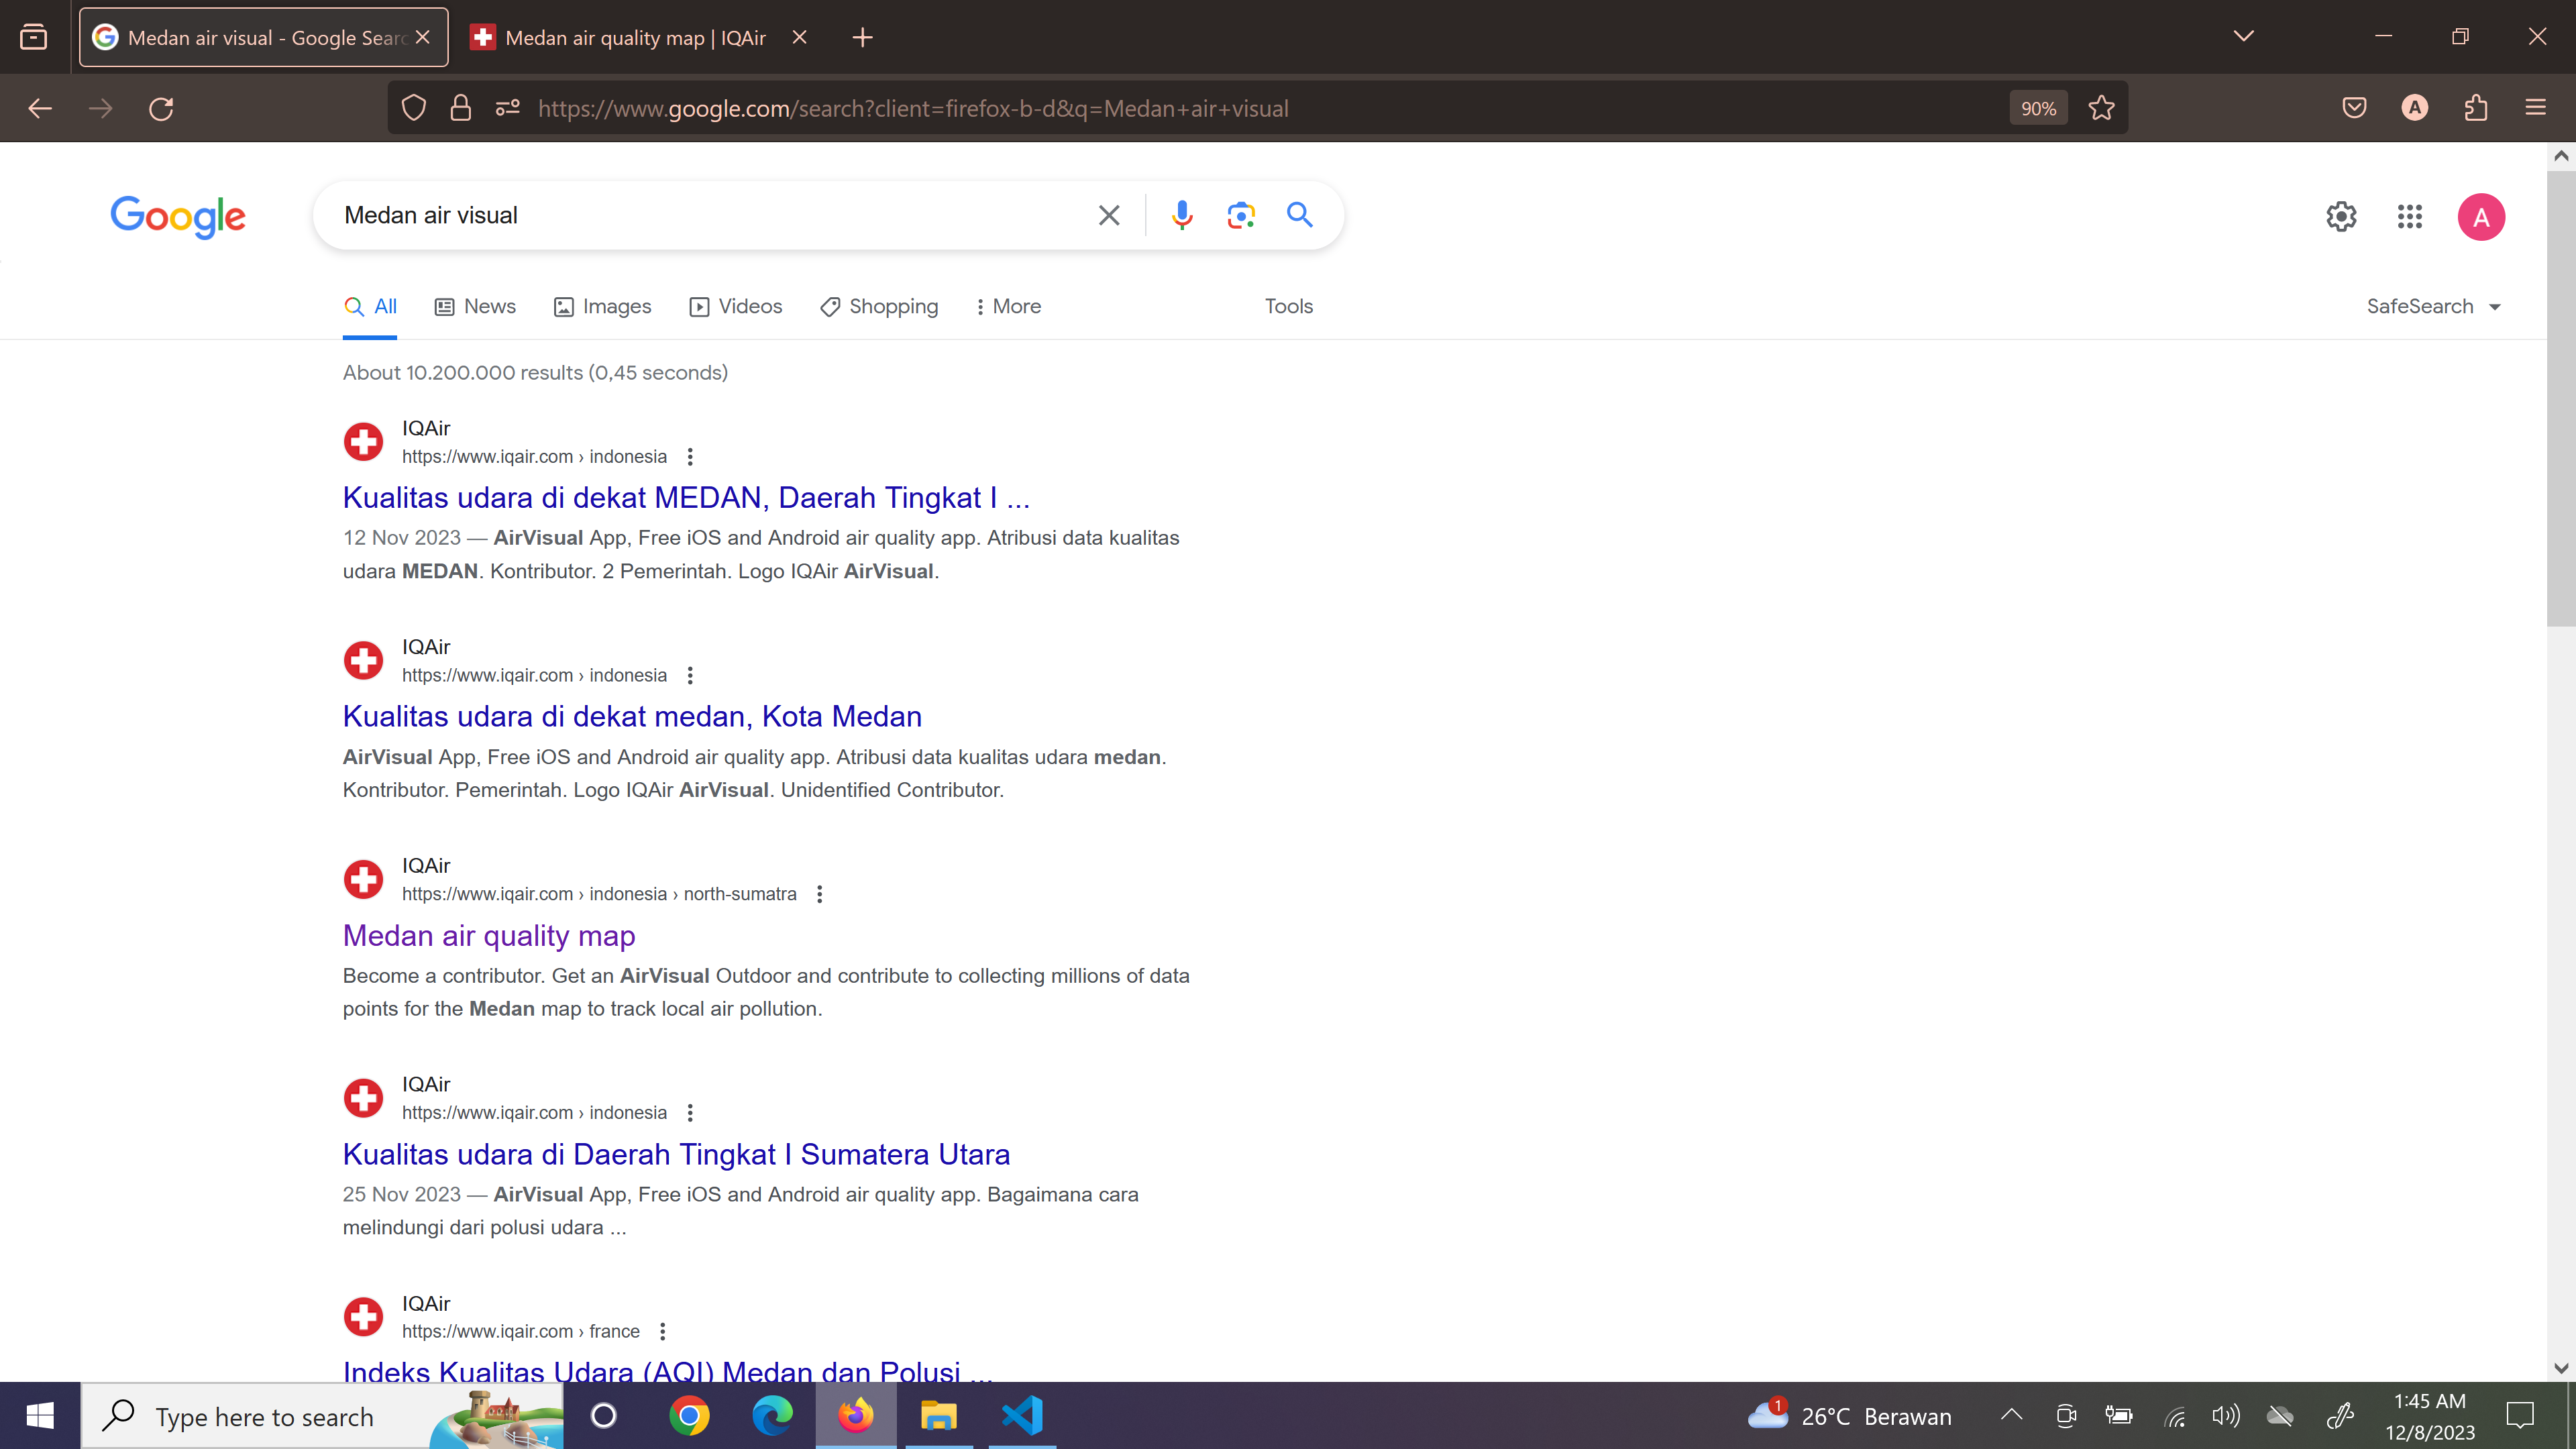 Medan air visual - Google Searc
Medan air quality map | IQAir
https://www.google.com/search?client=firefox-b-d&q=Medan+air+visual
90%
A
Google
Medan air visual
A
All
News
Images
Videos
Shopping
More
Tools
SafeSearch
About 10.200.000 results (0,45 seconds)
IQAir
https://www.iqair.com › indonesia
Kualitas udara di dekat MEDAN, Daerah Tingkat I ...
12 Nov 2023 — AirVisual App, Free iOS and Android air quality app. Atribusi data kualitas
udara MEDAN. Kontributor. 2 Pemerintah. Logo IQAir AirVisual.
IQAir
https://www.iqair.com › indonesia
Kualitas udara di dekat medan, Kota Medan
AirVisual App, Free iOS and Android air quality app. Atribusi data kualitas udara medan.
Kontributor. Pemerintah. Logo IQAir AirVisual. Unidentified Contributor.
IQAir
https://www.iqair.com › indonesia › north-sumatra
Medan air quality map
Become a contributor. Get an AirVisual Outdoor and contribute to collecting millions of data
points for the Medan map to track local air pollution.
IQAir
https://www.iqair.com › indonesia
Kualitas udara di Daerah Tingkat I Sumatera Utara
25 Nov 2023 — AirVisual App, Free iOS and Android air quality app. Bagaimana cara
melindungi dari polusi udara ...
IQAir
https://www.iqair.com › france
Indeks Kualitas Udara (AQI) Medan dan Polusi ...
Type here to search
1
26°C Berawan
1:45 AM
12/8/2023